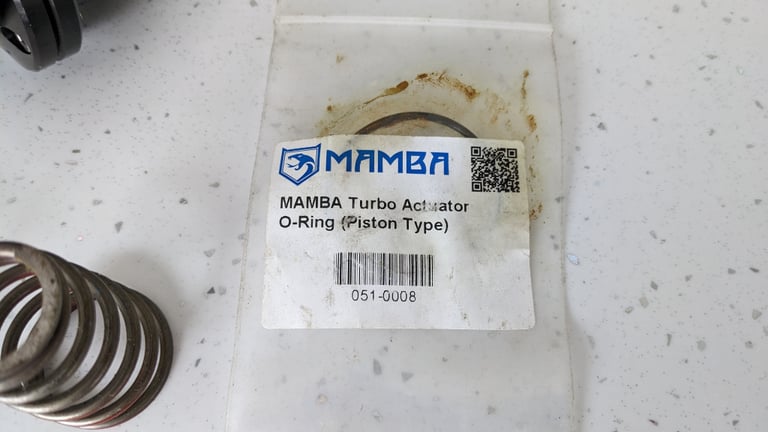 MAMBA
MAMBA Turbo Actuator
O-Ring (Piston Type)
051-0008